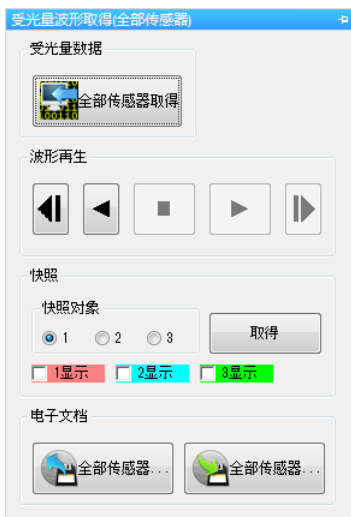 受光量波形取得(全部传感器)
受光量数据
全部传感器取得
波形再生
快照
快照对象
1 2 3
取得
1显示 2显示 3显示
电子文档
全部传感器... 全部传感器...